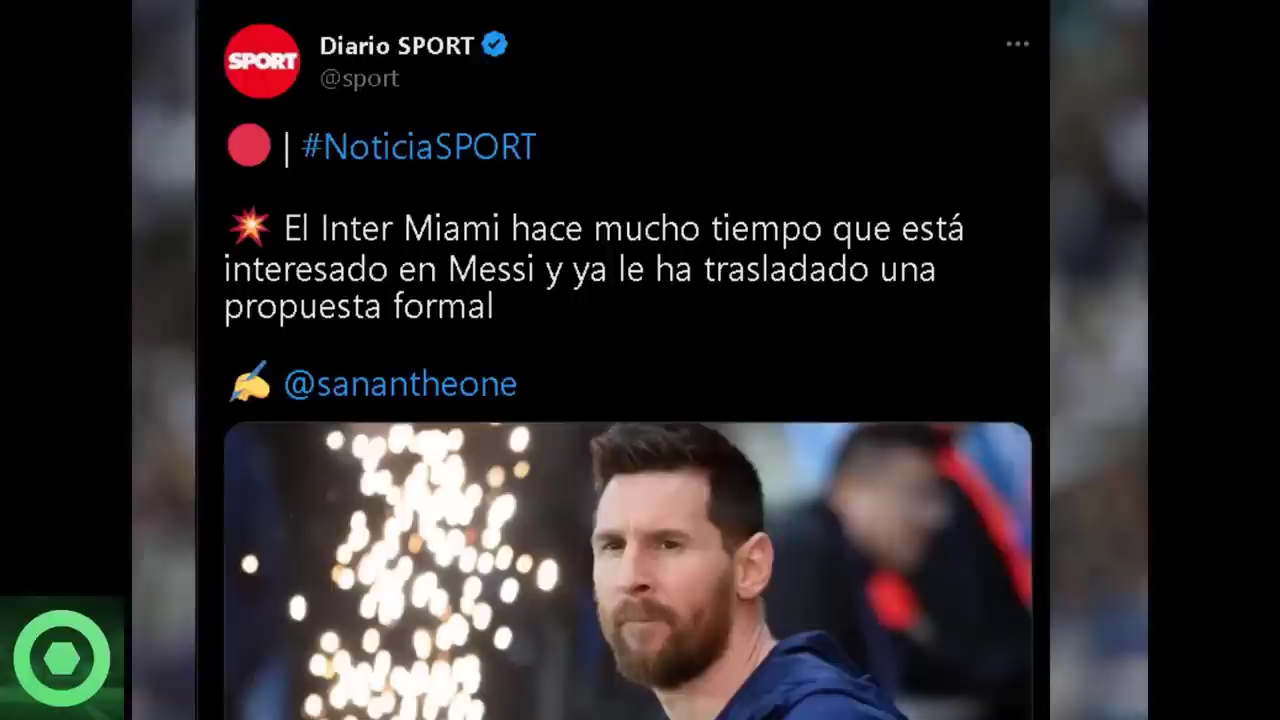 SPORT
Diario SPORT
@sport
| #NoticiaSPORT
El Inter Miami hace mucho tiempo que está
interesado en Messi y ya le ha trasladado una
propuesta formal
@sanantheone